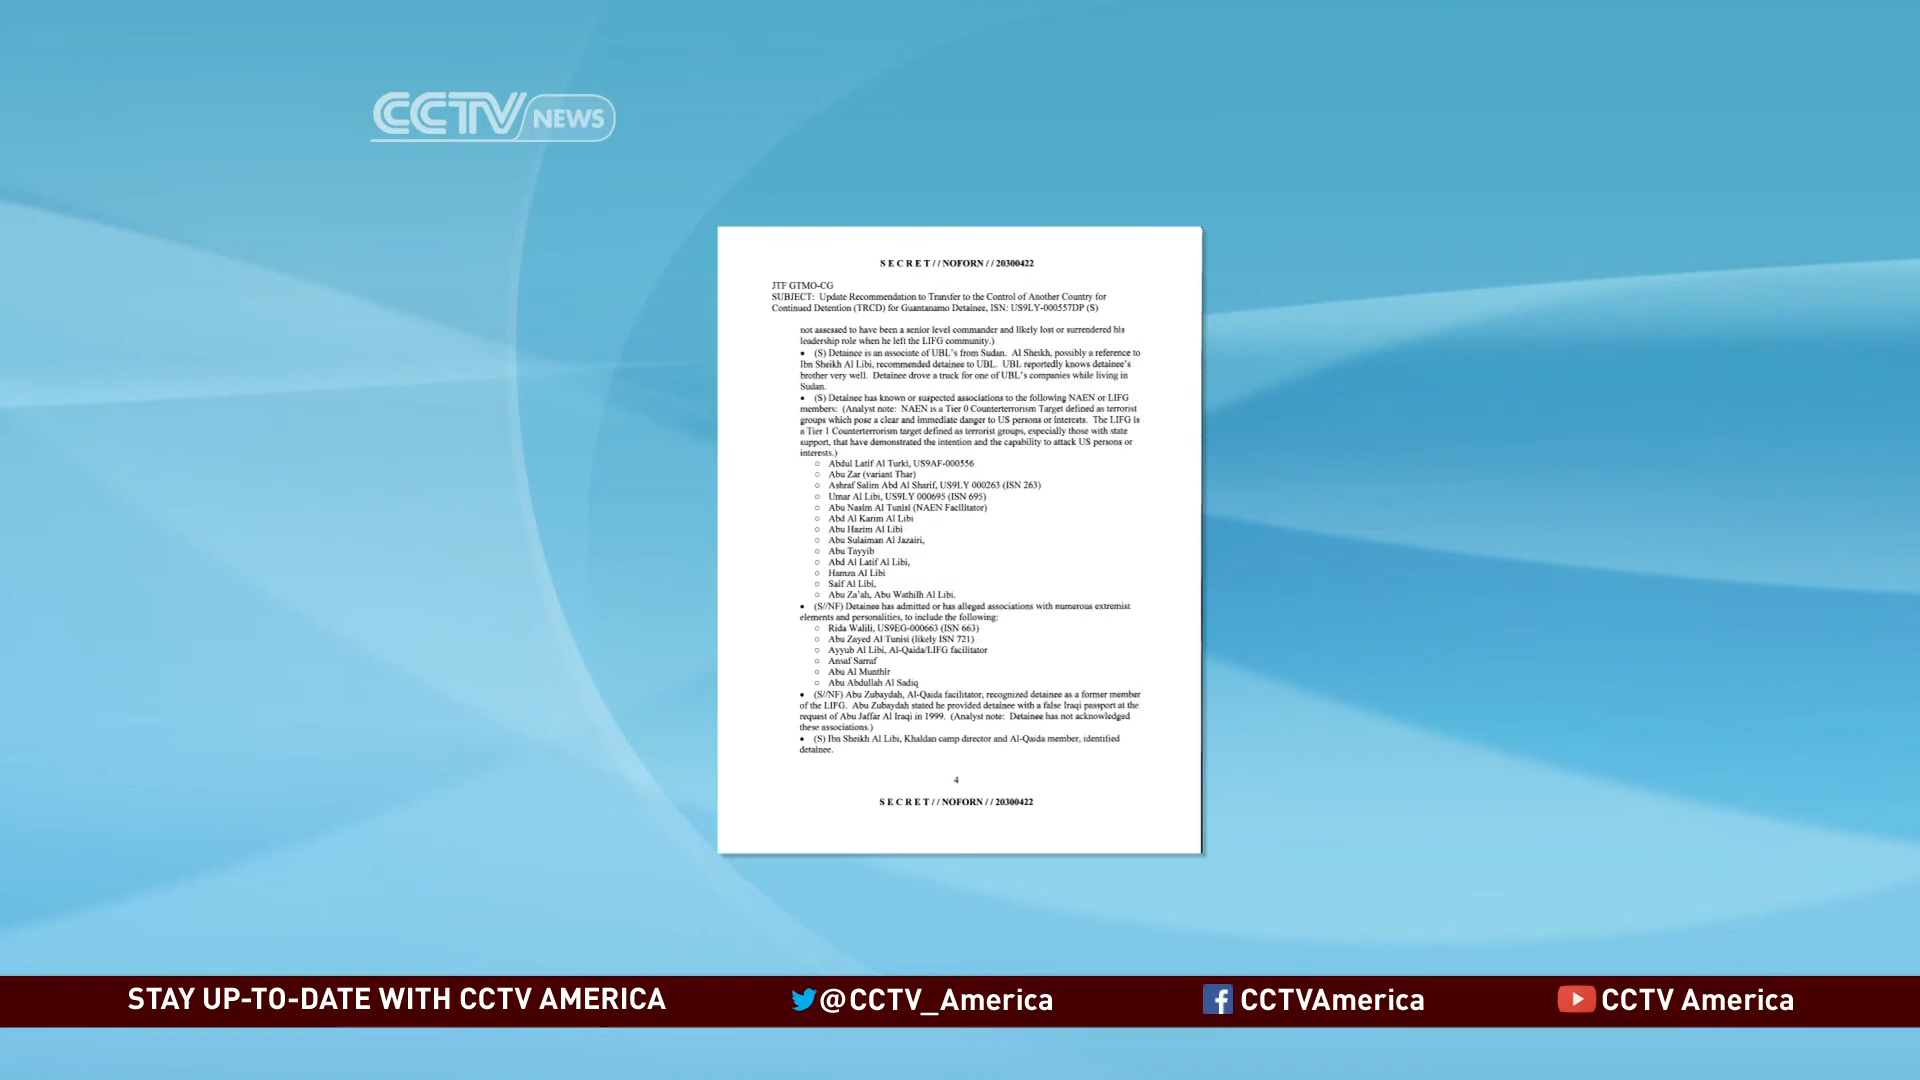 CCTV NEWS
S E C R E T / / NOFORN / / 20300422
JTF GTMO-CG
SUBJECT: Update Recommendation to Transfer to the Control of Another Country for
Continued Detention (TRCD) for Guantanamo Detainee, ISN: US9LY-000557DP (S)
not assessed to have been a senior level commander and likely lost or surrendered his
leadership role when he left the LIFG community.)
• (S) Detainee is an associate of UBL's from Sudan. Al Sheikh, possibly a reference to
Ibn Sheikh Al Libi, recommended detainee to UBL. UBL reportedly knows detainee's
brother very well. Detainee drove a truck for one of UBL's companies while living in
Sudan.
• (S) Detainee has known or suspected associations to the following NAEN or LIFG
members: (Analyst note: NAEN is a Tier 0 Counterterrorism Target defined as terrorist
groups which pose a clear and immediate danger to US persons or interests. The LIFG is
a Tier 1 Counterterrorism target defined as terrorist groups, especially those with state
support, that have demonstrated the intention and the capability to attack US persons or
interests.)
○ Abdul Latif Al Turki, US9AF-000556
○ Abu Zar (variant Thar)
○ Ashraf Salim Abd Al Sharif, US9LY 000263 (ISN 263)
○ Umar Al Libi, US9LY 000695 (ISN 695)
○ Abu Nasim Al Tunisi (NAEN Facilitator)
○ Abd Al Karim Al Libi
○ Abu Hazim Al Libi
○ Abu Sulaiman Al Jazairi,
○ Abu Tayyib
○ Abd Al Latif Al Libi,
○ Hamza Al Libi
○ Saif Al Libi,
○ Abu Za'ah, Abu Wathilh Al Libi.
• (S//NF) Detainee has admitted or has alleged associations with numerous extremist
elements and personalities, to include the following:
○ Rida Walili, US9EG-000663 (ISN 663)
○ Abu Zayed Al Tunisi (likely ISN 721)
○ Ayyub Al Libi, Al-Qaida/LIFG facilitator
○ Ansaf Sarraf
○ Abu Al Munthir
○ Abu Abdullah Al Sadiq
• (S//NF) Abu Zubaydah, Al-Qaida facilitator, recognized detainee as a former member
of the LIFG. Abu Zubaydah stated he provided detainee with a false Iraqi passport at the
request of Abu Jaffar Al Iraqi in 1999. (Analyst note: Detainee has not acknowledged
these associations.)
• (S) Ibn Sheikh Al Libi, Khaldan camp director and Al-Qaida member, identified
detainee.
4
S E C R E T / / NOFORN / / 20300422
STAY UP-TO-DATE WITH CCTV AMERICA
@CCTV_America
CCTVAmerica
CCTV America